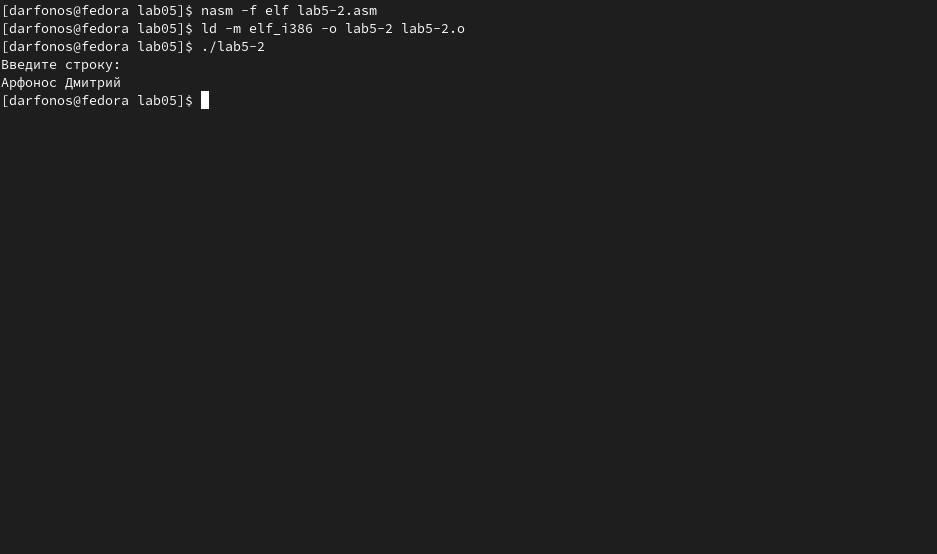 [darfonos@fedora lab05]$ nasm -f elf lab5-2.asm
[darfonos@fedora lab05]$ ld -m elf_i386 -o lab5-2 lab5-2.o
[darfonos@fedora lab05]$ ./lab5-2
Введите строку:
Арфонос Дмитрий
[darfonos@fedora lab05]$